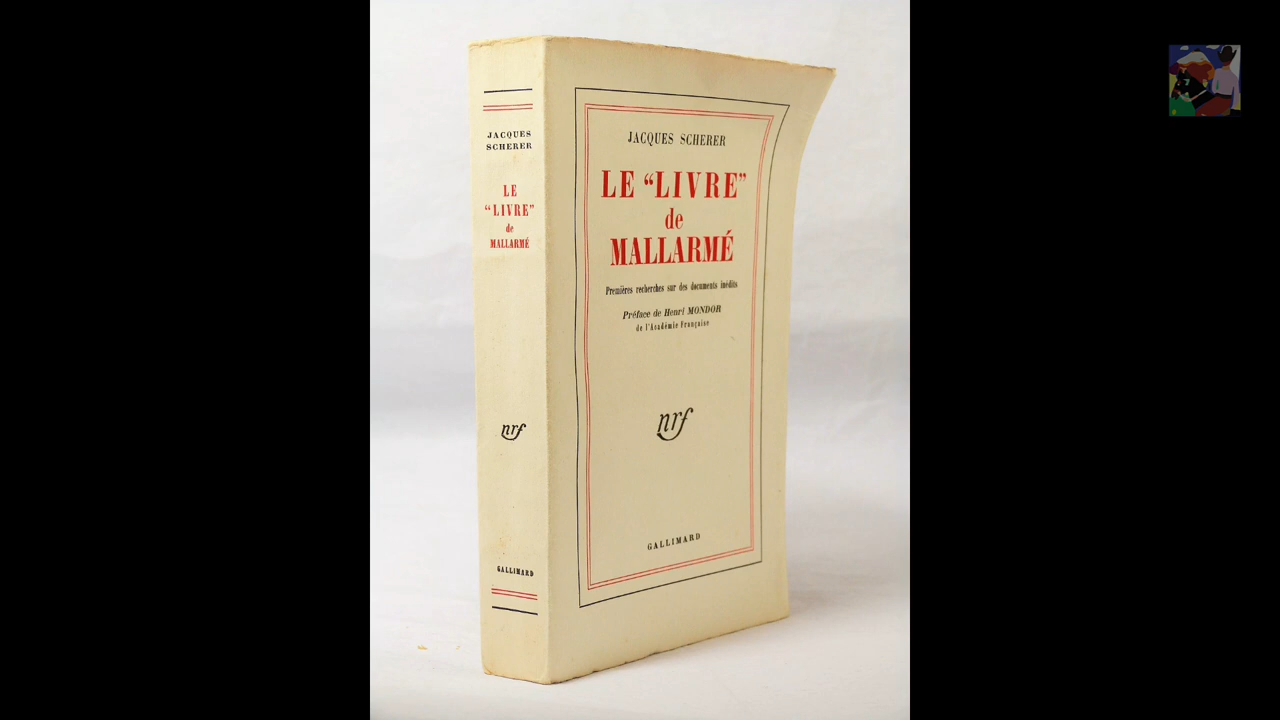 JACQUES
SCHERER
LE
“LIVRE”
de
MALLARMÉ
nrf
GALLIMARD
JACQUES SCHERER
LE “LIVRE”
de
MALLARMÉ
Premières recherches sur des documents inédits
Préface de Henri MONDOR
de l'Académie Française
nrf
GALLIMARD